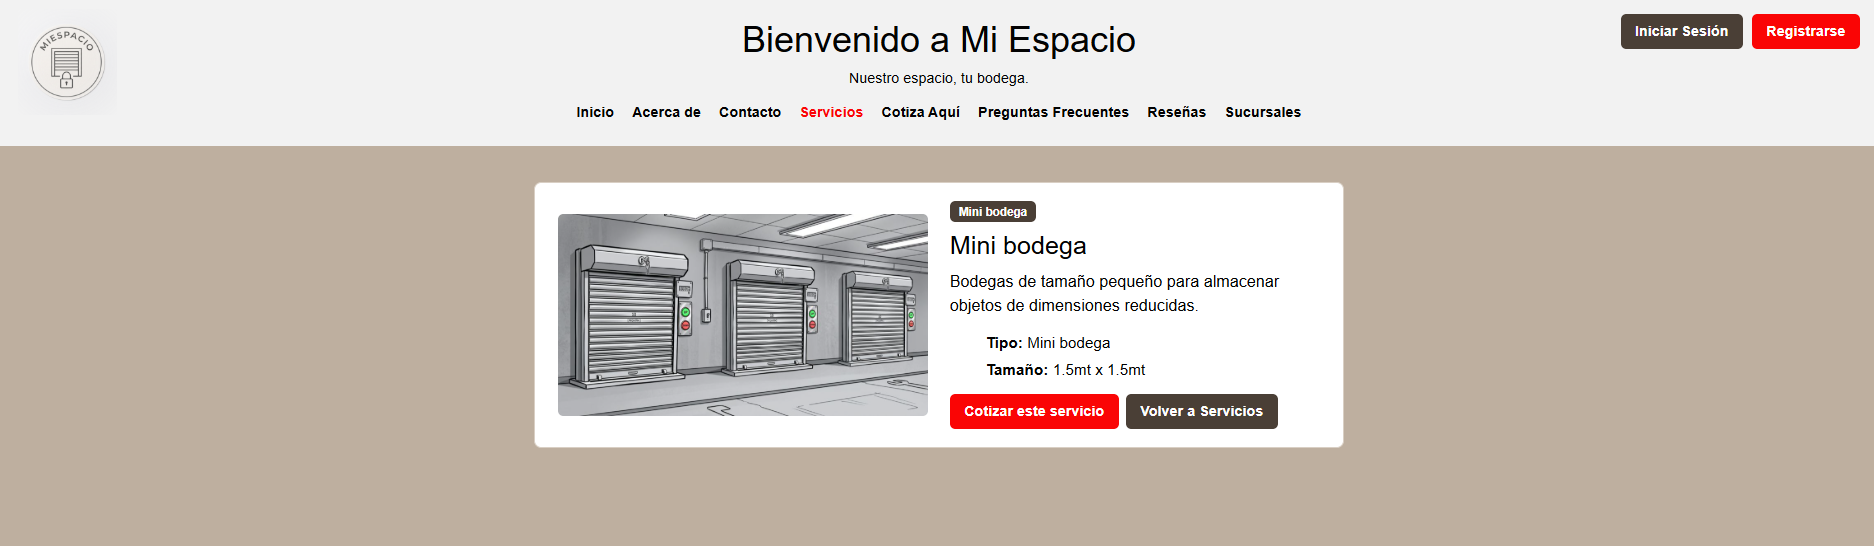 MIESPACIO
Bienvenido a Mi Espacio
Nuestro espacio, tu bodega.
Inicio Acerca de Contacto Servicios Cotiza Aquí Preguntas Frecuentes Reseñas Sucursales
Iniciar Sesión Registrarse
Mini bodega
Mini bodega
Bodegas de tamaño pequeño para almacenar
objetos de dimensiones reducidas.
Tipo: Mini bodega
Tamaño: 1.5mt x 1.5mt
Cotizar este servicio Volver a Servicios